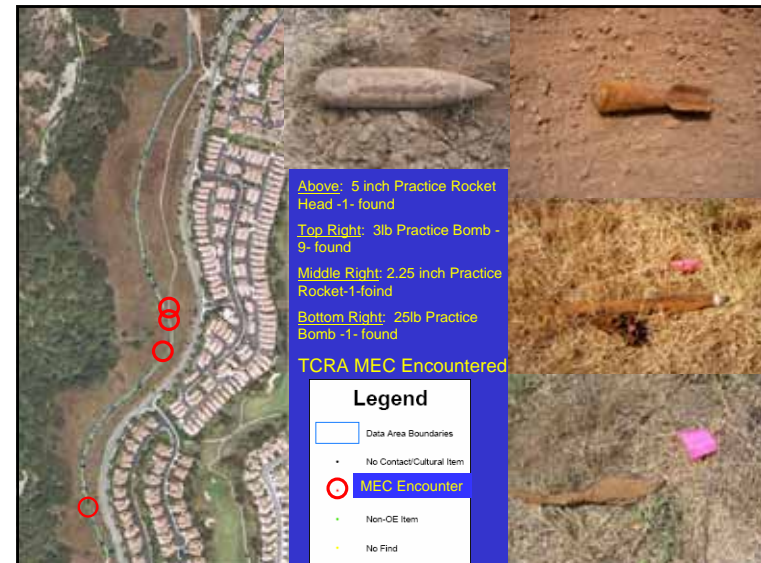 Above: 5 inch Practice Rocket
Head -1- found
Top Right: 3lb Practice Bomb -
9- found
Middle Right: 2.25 inch Practice
Rocket-1-foind
Bottom Right: 25lb Practice
Bomb -1- found
TCRA MEC Encountered
Legend
Data Area Boundaries
No Contact/Cultural Item
MEC Encounter
Non-OE Item
No Find